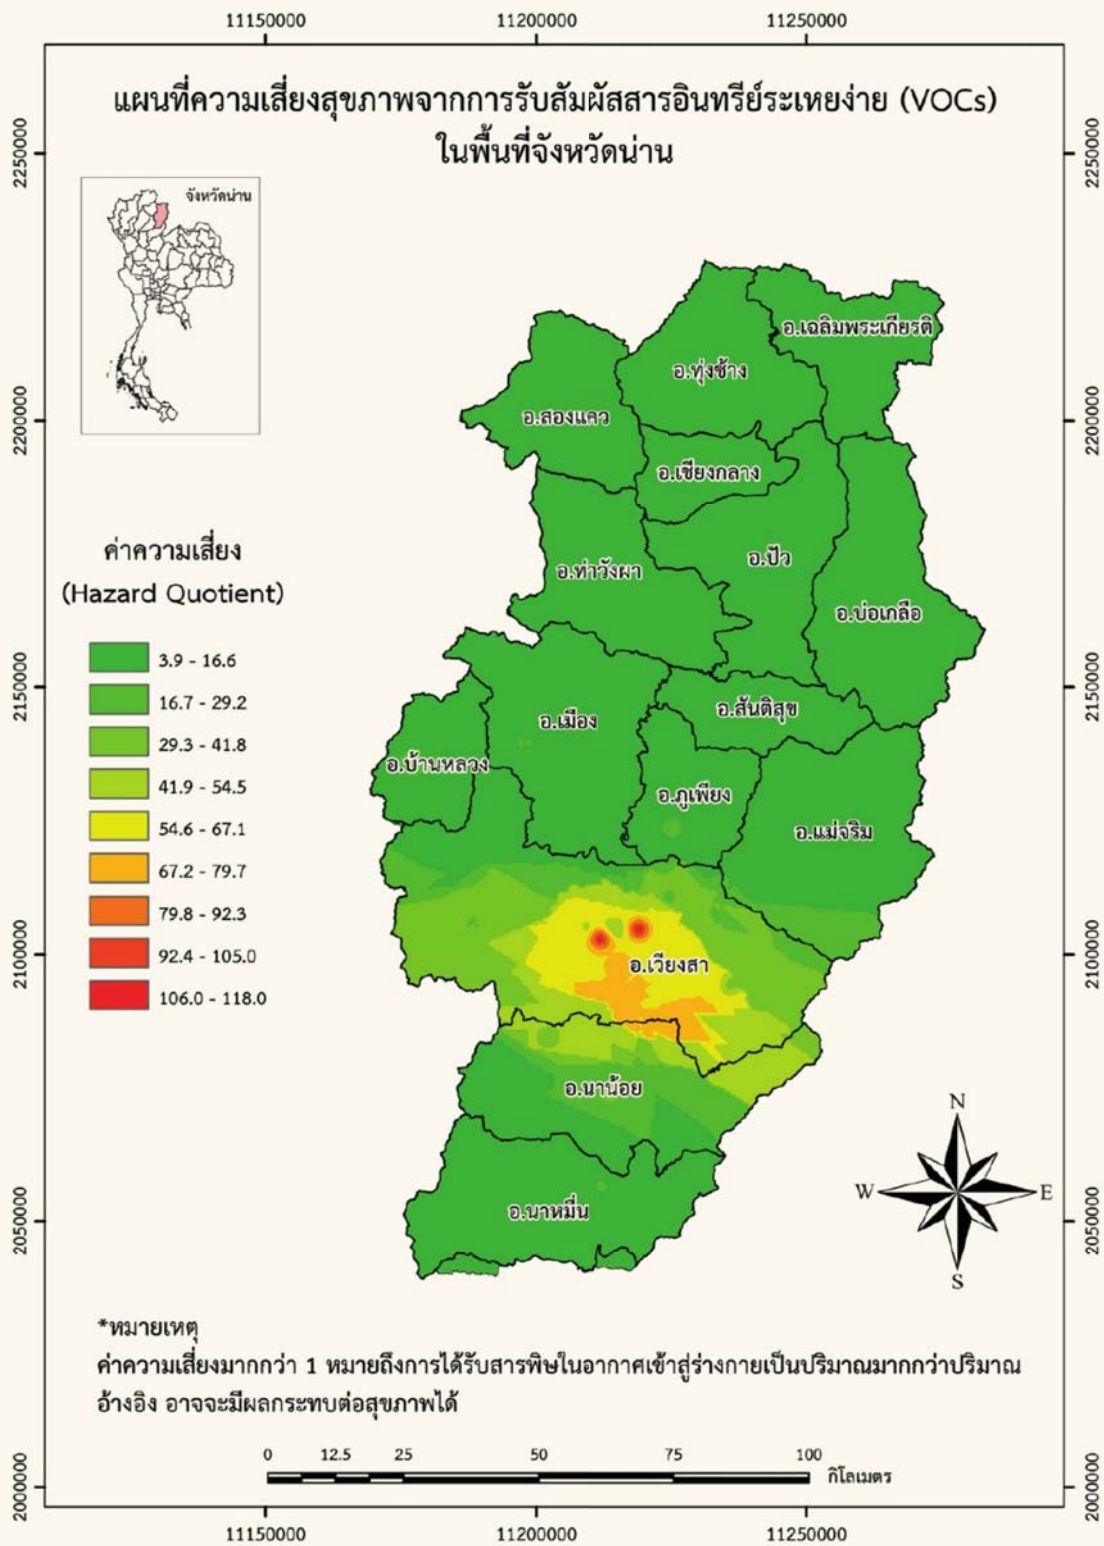 11150000
11200000
11250000
แผนที่ความเสี่ยงสุขภาพจากการรับสัมผัสสารอินทรีย์ระเหยง่าย (VOCs)
ในพื้นที่จังหวัดน่าน
2250000
2250000
จังหวัดน่าน
อ.เฉลิมพระเกียรติ
อ.ทุ่งช้าง
อ.สองแคว
2200000
2200000
อ.เชียงกลาง
อ.ปัว
อ.ท่าวังผา
อ.บ่อเกลือ
ค่าความเสี่ยง
(Hazard Quotient)
3.9 - 16.6
16.7 - 29.2
29.3 - 41.8
41.9 - 54.5
54.6 - 67.1
67.2 - 79.7
79.8 - 92.3
92.4 - 105.0
106.0 - 118.0
2150000
2150000
อ.สันติสุข
อ.เมือง
อ.บ้านหลวง
อ.ภูเพียง
อ.แม่จริม
2100000
2100000
อ.เวียงสา
อ.นาน้อย
อ.นาหมื่น
N
W
E
S
2050000
2050000
*หมายเหตุ
ค่าความเสี่ยงมากกว่า 1 หมายถึงการได้รับสารพิษในอากาศเข้าสู่ร่างกายเป็นปริมาณมากกว่าปริมาณ
อ้างอิง อาจจะมีผลกระทบต่อสุขภาพได้
0 12.5 25 50 75 100
กิโลเมตร
2000000
2000000
11150000
11200000
11250000